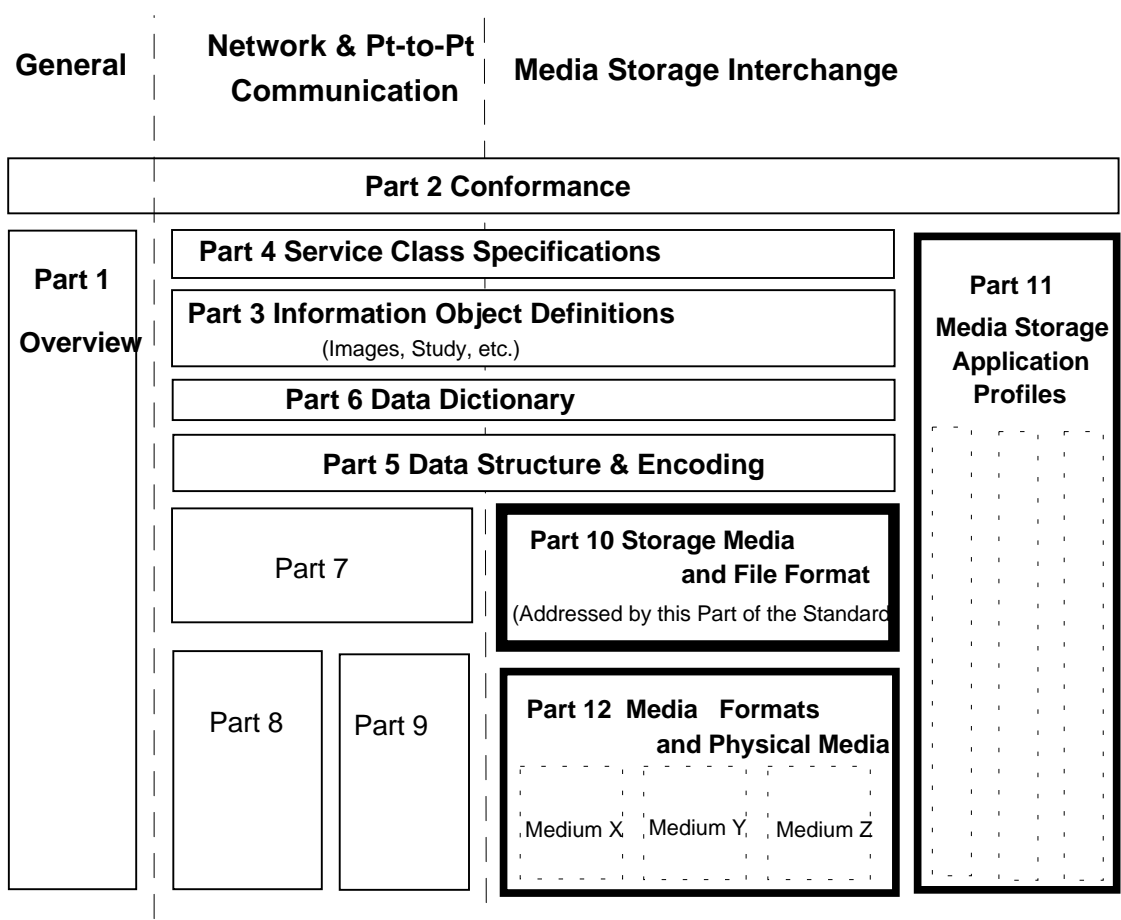 General
Network & Pt-to-Pt
Communication
Media Storage Interchange
Part 2 Conformance
Part 1
Overview
Part 4 Service Class Specifications
Part 3 Information Object Definitions
(Images, Study, etc.)
Part 6 Data Dictionary
Part 5 Data Structure & Encoding
Part 7
Part 8
Part 9
Part 10 Storage Media
and File Format
(Addressed by this Part of the Standard
Part 12 Media Formats
and Physical Media
Medium X
Medium Y
Medium Z
Part 11
Media Storage
Application
Profiles